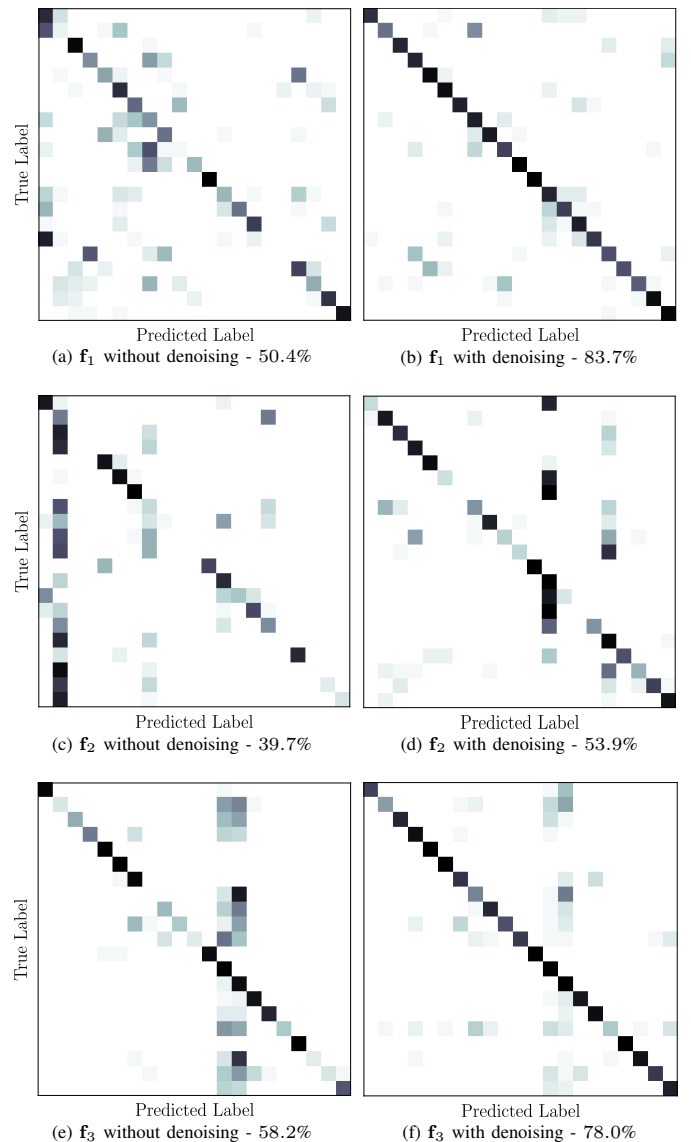 True Label
Predicted Label
Predicted Label
(a) f₁ without denoising - 50.4%
(b) f₁ with denoising - 83.7%
True Label
Predicted Label
Predicted Label
(c) f₂ without denoising - 39.7%
(d) f₂ with denoising - 53.9%
True Label
Predicted Label
Predicted Label
(e) f₃ without denoising - 58.2%
(f) f₃ with denoising - 78.0%